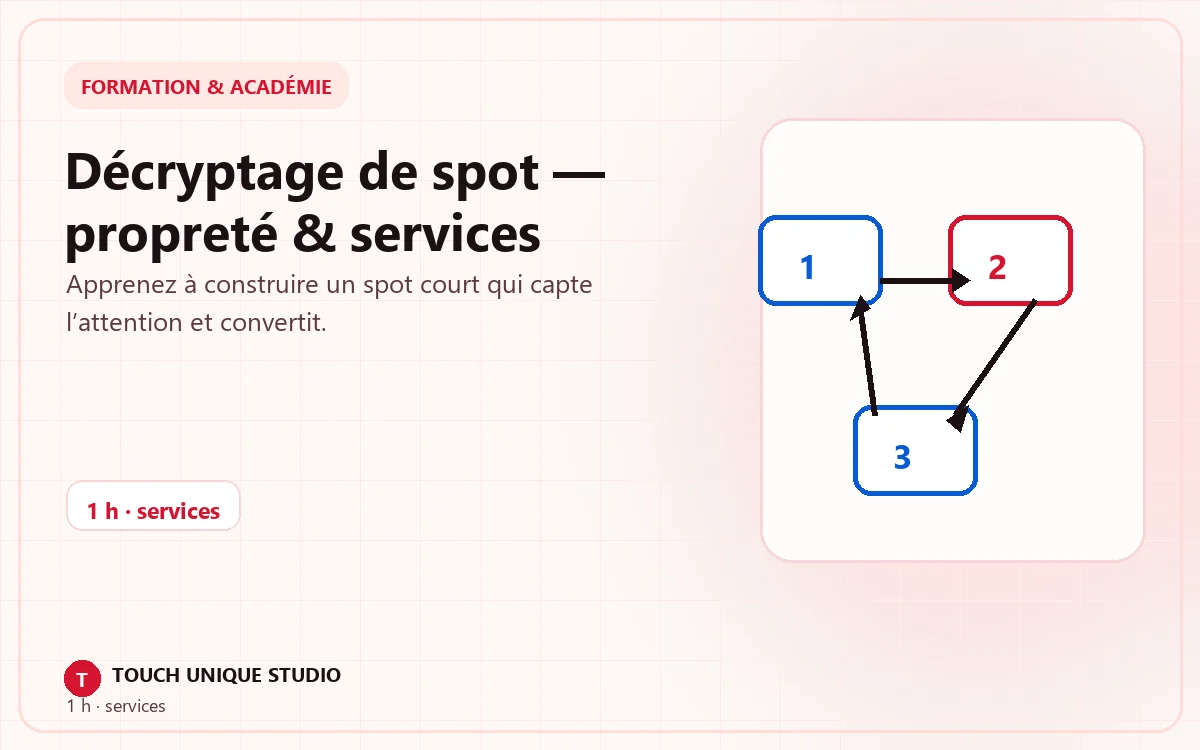 FORMATION & ACADÉMIE
Décryptage de spot —
propreté & services
Apprenez à construire un spot court qui capte
l’attention et convertit.
1 2
3
1 h · services
T TOUCH UNIQUE STUDIO
1 h · services